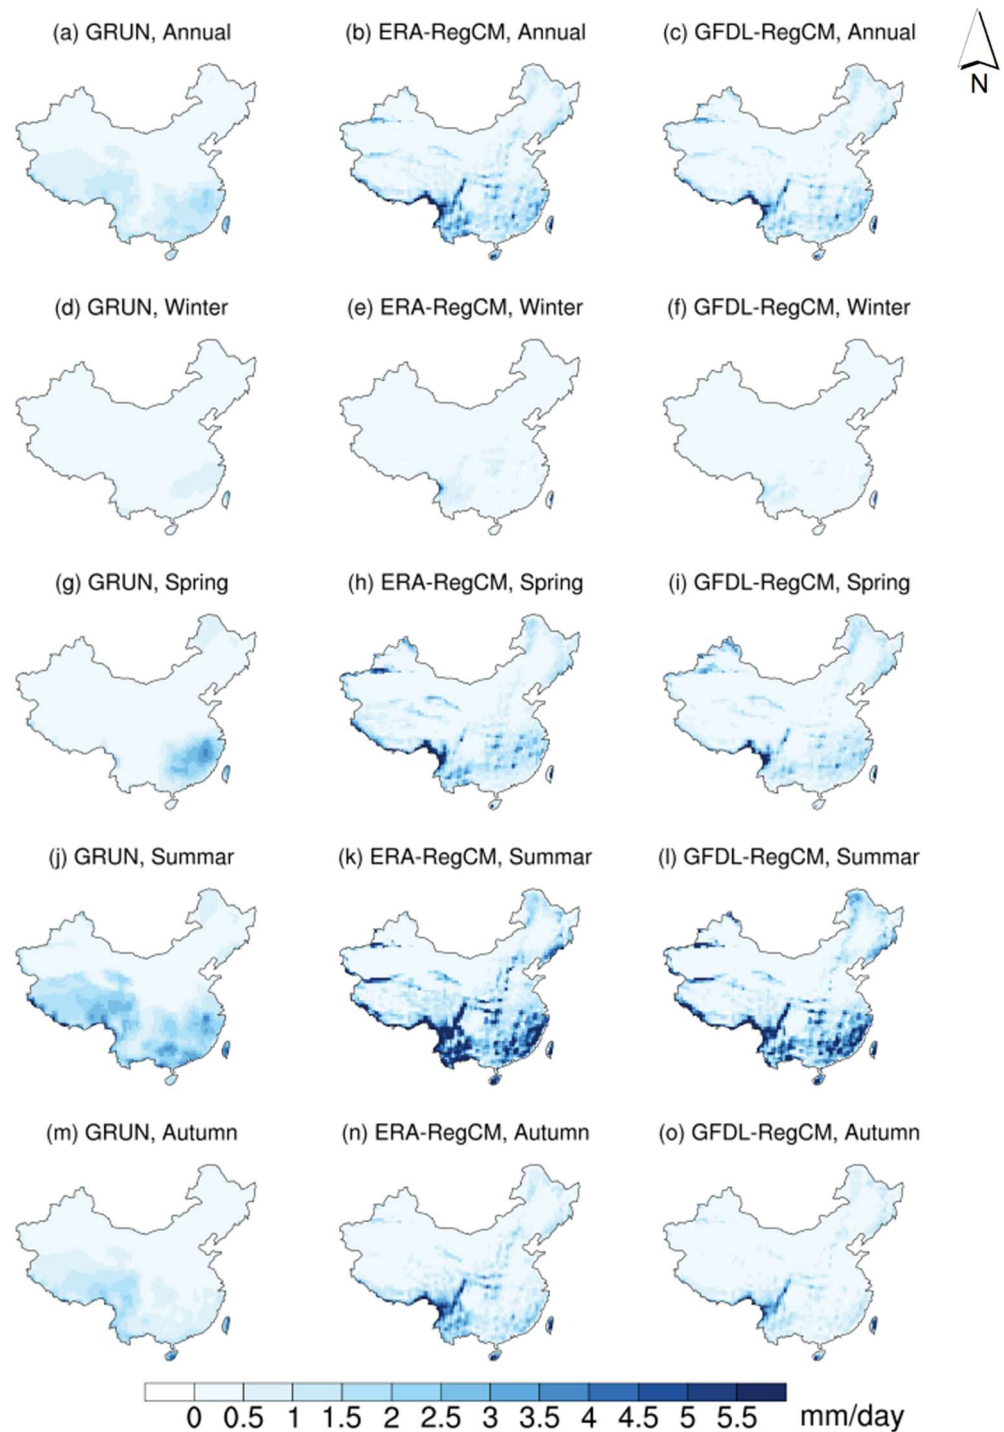 (a) GRUN, Annual (b) ERA-RegCM, Annual (c) GFDL-RegCM, Annual
N
(d) GRUN, Winter (e) ERA-RegCM, Winter (f) GFDL-RegCM, Winter
(g) GRUN, Spring (h) ERA-RegCM, Spring (i) GFDL-RegCM, Spring
(j) GRUN, Summar (k) ERA-RegCM, Summar (l) GFDL-RegCM, Summar
(m) GRUN, Autumn (n) ERA-RegCM, Autumn (o) GFDL-RegCM, Autumn
0 0.5 1 1.5 2 2.5 3 3.5 4 4.5 5 5.5 mm/day